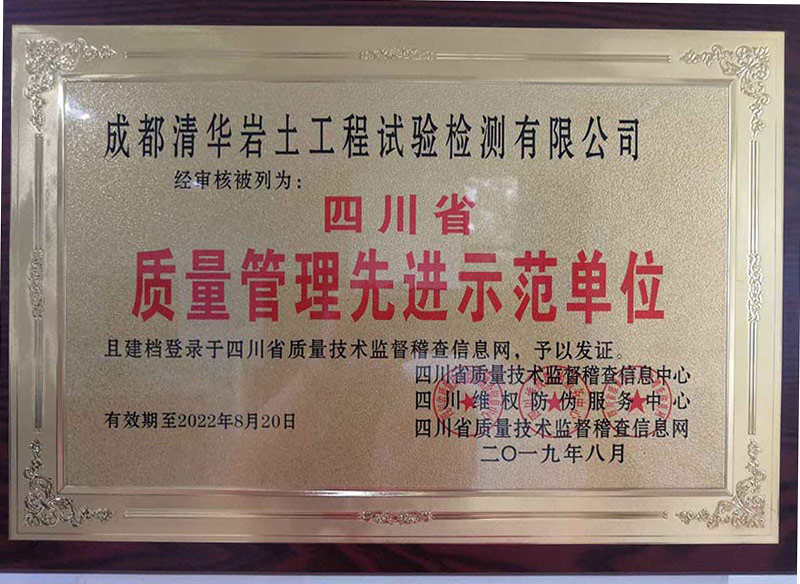 成都清华岩土工程试验检测有限公司
经审核被列为：
四川省
质量管理先进示范单位
且建档登录于四川省质量技术监督稽查信息网，予以发证。
四川省质量技术监督稽查信息中心
四川维权防伪服务中心
有效期至2022年8月20日
四川省质量技术监督稽查信息网
二〇一九年八月